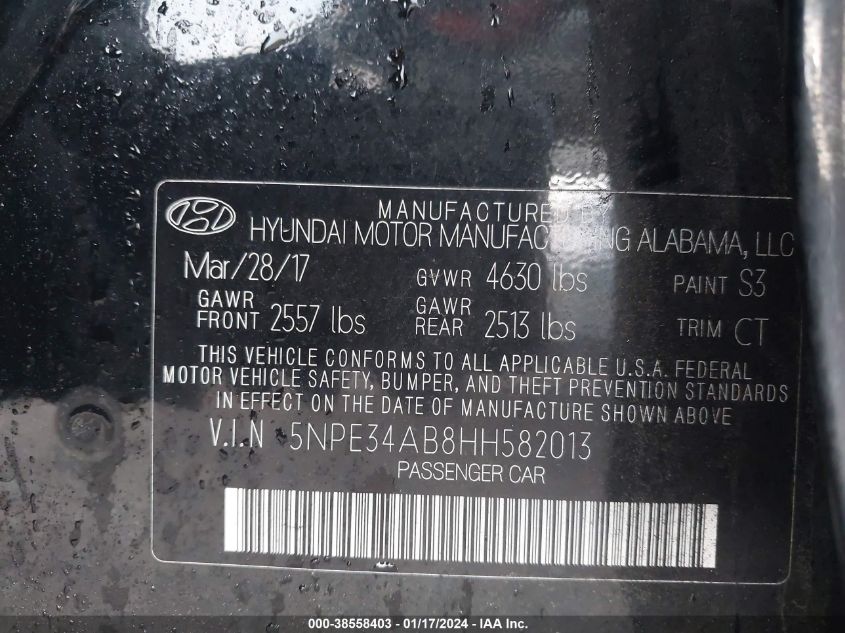 MANUFACTURED BY
HYUNDAI MOTOR MANUFACTURING ALABAMA, LLC
Mar/28/17 GVWR 4630 lbs PAINT S3
GAWR FRONT 2557 lbs GAWR REAR 2513 lbs TRIM CT
THIS VEHICLE CONFORMS TO ALL APPLICABLE U.S.A. FEDERAL
MOTOR VEHICLE SAFETY, BUMPER, AND THEFT PREVENTION STANDARDS
IN EFFECT ON THE DATE OF MANUFACTURE SHOWN ABOVE
V.I.N 5NPE34AB8HH582013
PASSENGER CAR
000-38558403 - 01/17/2024 - IAA Inc.